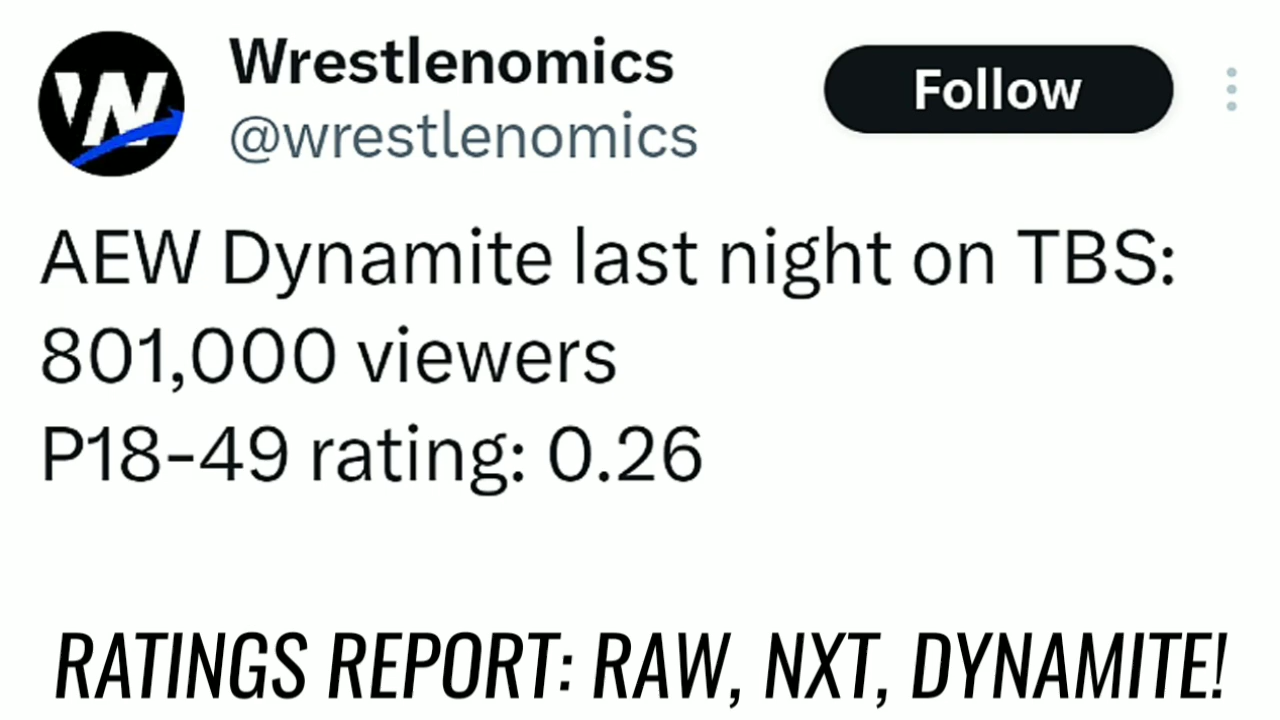 W
Wrestlenomics
Follow
@wrestlenomics
AEW Dynamite last night on TBS:
801,000 viewers
P18-49 rating: 0.26
RATINGS REPORT: RAW, NXT, DYNAMITE!